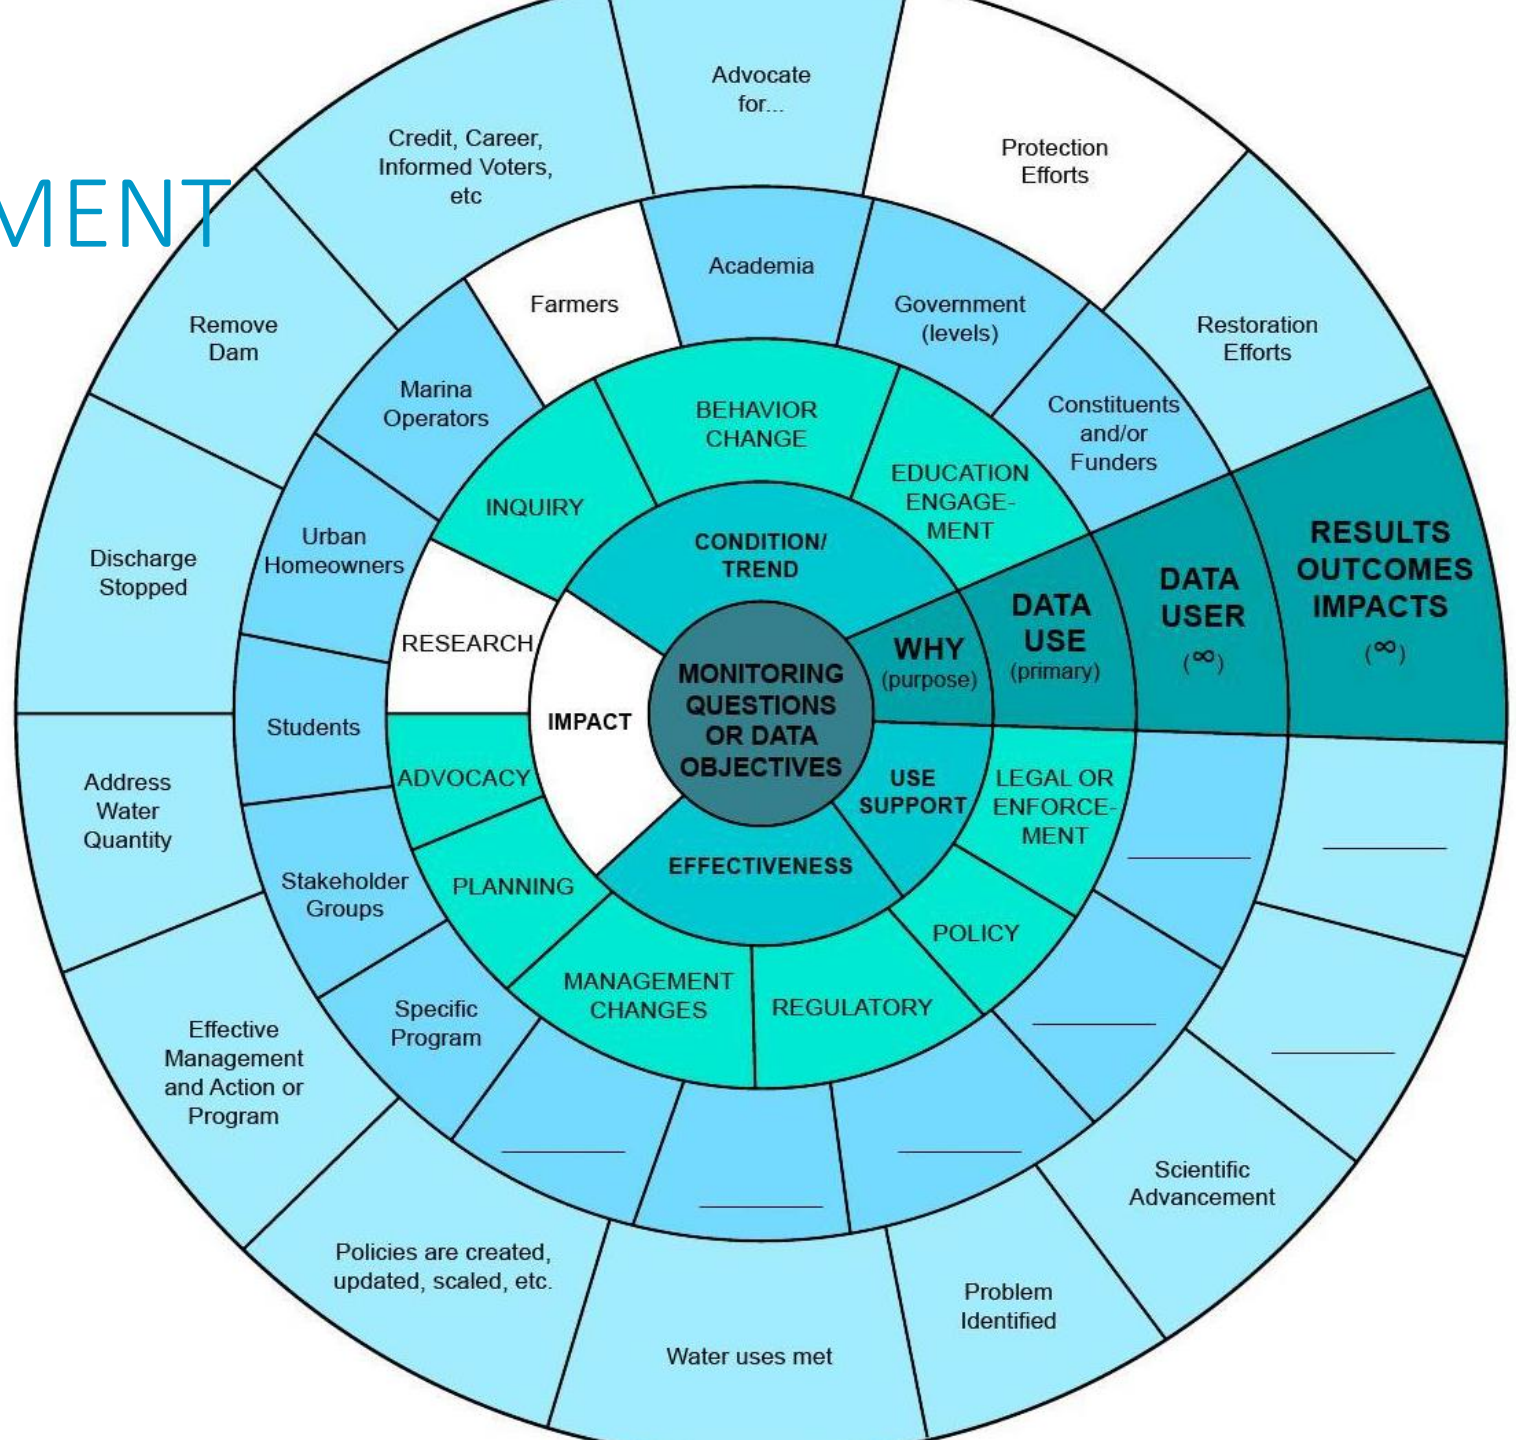 MENT
Advocate
for...
Protection
Efforts
Restoration
Efforts
RESULTS
OUTCOMES
IMPACTS
(∞)
Scientific
Advancement
Problem
Identified
Water uses met
Policies are created,
updated, scaled, etc.
Effective
Management
and Action or
Program
Address
Water
Quantity
Discharge
Stopped
Remove
Dam
Credit, Career,
Informed Voters,
etc
Academia
Government
(levels)
Constituents
and/or
Funders
DATA
USER
(∞)
Specific
Program
Stakeholder
Groups
Students
Urban
Homeowners
Marina
Operators
Farmers
BEHAVIOR
CHANGE
EDUCATION
ENGAGE-
MENT
DATA
USE
(primary)
LEGAL OR
ENFORCE-
MENT
POLICY
REGULATORY
MANAGEMENT
CHANGES
PLANNING
ADVOCACY
RESEARCH
INQUIRY
CONDITION/
TREND
WHY
(purpose)
USE
SUPPORT
EFFECTIVENESS
IMPACT
MONITORING
QUESTIONS
OR DATA
OBJECTIVES